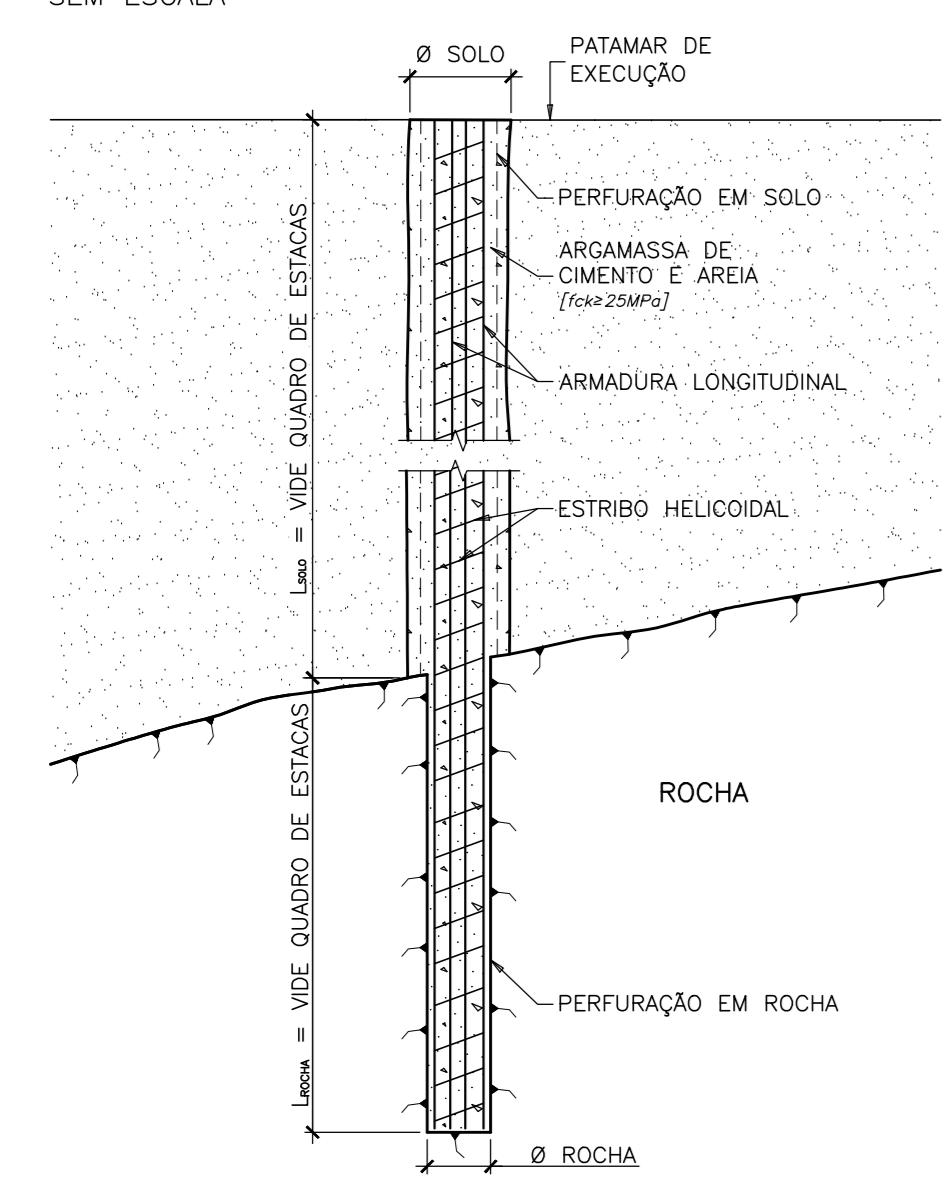 SEM ESCALA
Ø SOLO
PATAMAR DE
EXECUÇÃO
PERFURAÇÃO EM SOLO
ARGAMASSA DE
CIMENTO E AREIA
[fck≥25MPa]
ARMADURA LONGITUDINAL
LSOLO = VIDE QUADRO DE ESTACAS
ESTRIBO HELICOIDAL
LROCHA = VIDE QUADRO DE ESTACAS
ROCHA
PERFURAÇÃO EM ROCHA
Ø ROCHA